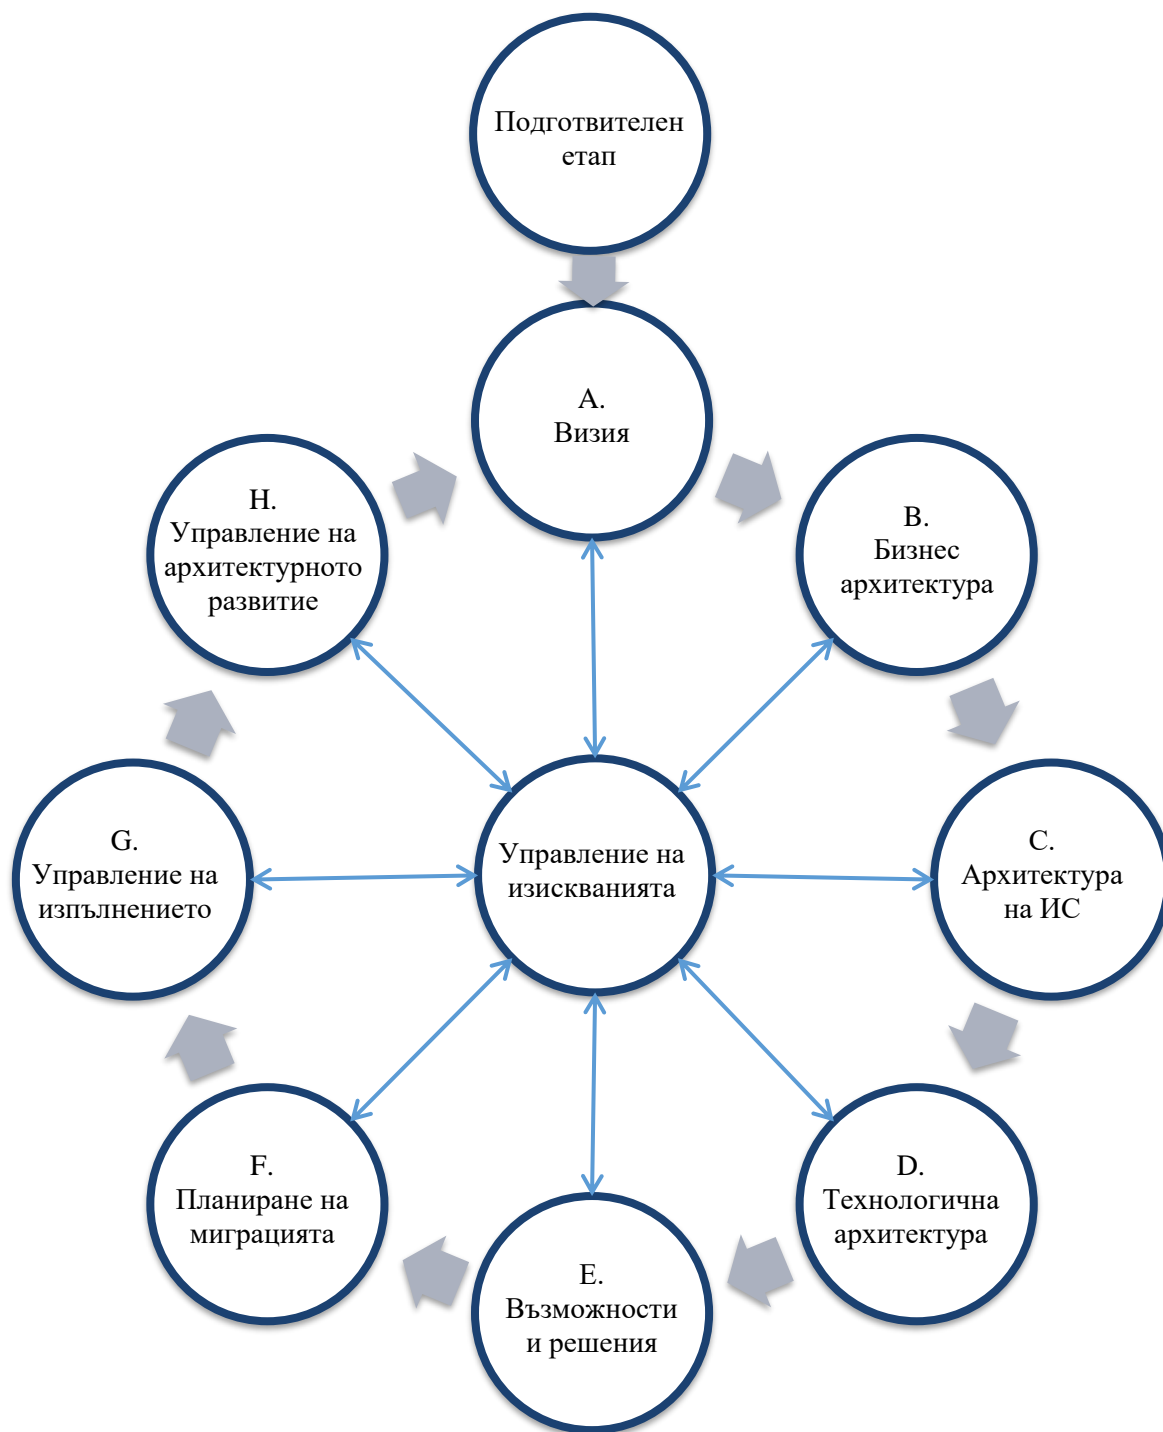 Подготвителен
етап
A.
Визия
B.
Бизнес
архитектура
C.
Архитектура
на ИС
D.
Технологична
архитектура
E.
Възможности
и решения
F.
Планиране на
миграцията
G.
Управление на
изпълнението
H.
Управление на
архитектурното
развитие
Управление на
изискванията